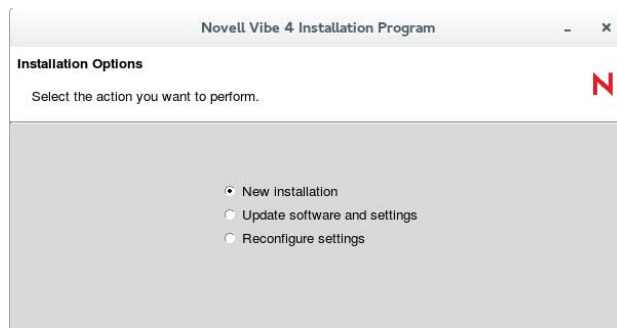 Novell Vibe 4 Installation Program
Installation Options
Select the action you want to perform.
N
New installation
Update software and settings
Reconfigure settings